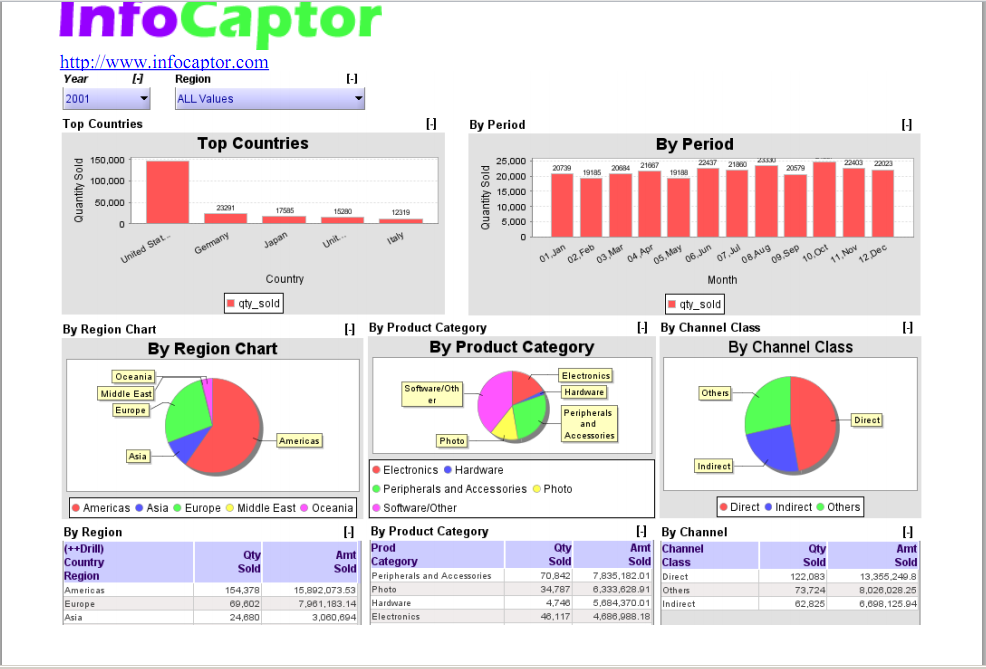 InfoCaptor
http://www.infocaptor.com
Year [-] Region [-]
2001 ALL Values
Top Countries [-]
Top Countries
Quantity Sold
150,000
100,000
50,000
0
23291
17585
15280
12319
United Stat...
Germany
Japan
Unit...
Italy
Country
qty_sold
By Period [-]
By Period
Quantity Sold
25,000
20,000
15,000
10,000
5,000
0
20739 19185 20684 21667 19188 22437 21860 23330 20579 22403 22023
01,Jan 02,Feb 03,Mar 04,Apr 05,May 06,Jun 07,Jul 08,Aug 09,Sep 10,Oct 11,Nov 12,Dec
Month
qty_sold
By Region Chart [-]
By Region Chart
Oceania
Middle East
Europe
Asia
Americas
Americas Asia Europe Middle East Oceania
By Product Category [-]
By Product Category
Electronics
Hardware
Software/Oth
er
Peripherals
and
Accessories
Photo
Electronics Hardware
Peripherals and Accessories Photo
Software/Other
By Channel Class [-]
By Channel Class
Others
Direct
Indirect
Direct Indirect Others
By Region [-]
(++Drill)
Country
Region
Qty
Sold
Amt
Sold
Americas 154,378 15,892,073.53
Europe 69,602 7,961,183.14
Asia 24,680 3,060,694
By Product Category [-]
Prod
Category
Qty
Sold
Amt
Sold
Peripherals and Accessories 70,842 7,835,182.01
Photo 34,787 6,333,628.91
Hardware 4,746 5,684,370.01
Electronics 46,117 4,686,988.18
By Channel [-]
Channel
Class
Qty
Sold
Amt
Sold
Direct 122,083 13,355,249.8
Others 73,724 8,026,028.25
Indirect 62,825 6,698,125.94